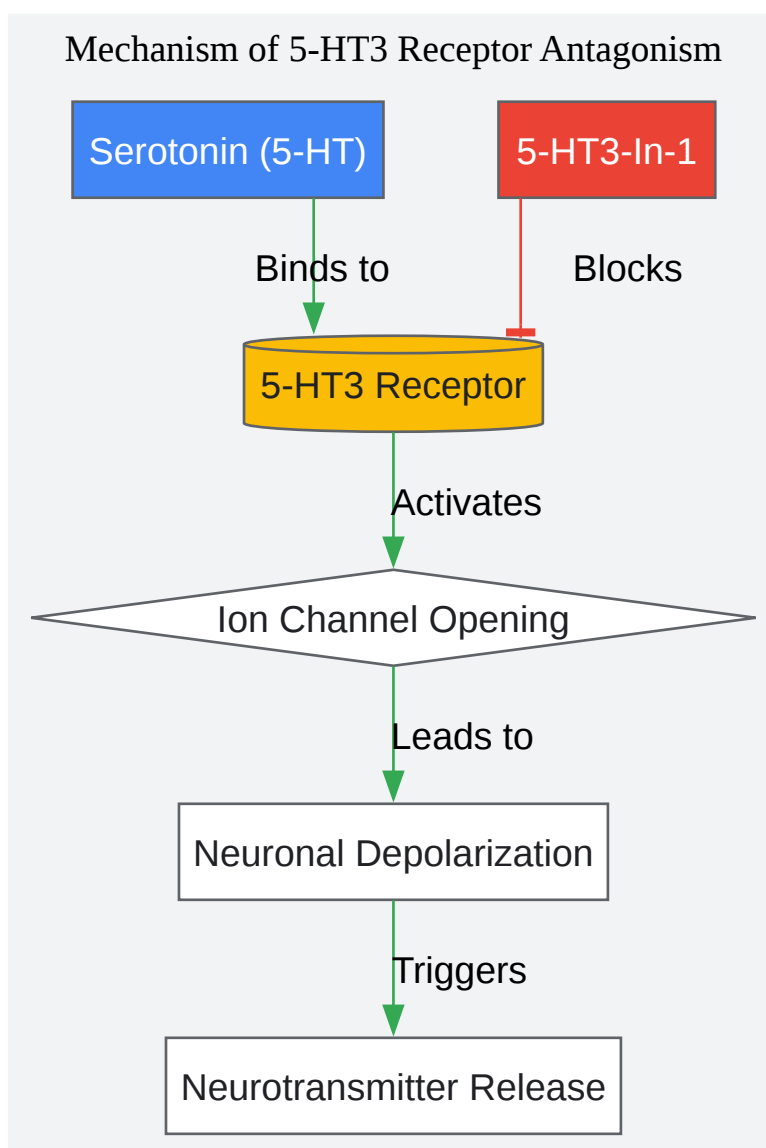 Mechanism of 5-HT3 Receptor Antagonism
Serotonin (5-HT)
5-HT3-In-1
Binds to
Blocks
5-HT3 Receptor
Activates
Ion Channel Opening
Leads to
Neuronal Depolarization
Triggers
Neurotransmitter Release